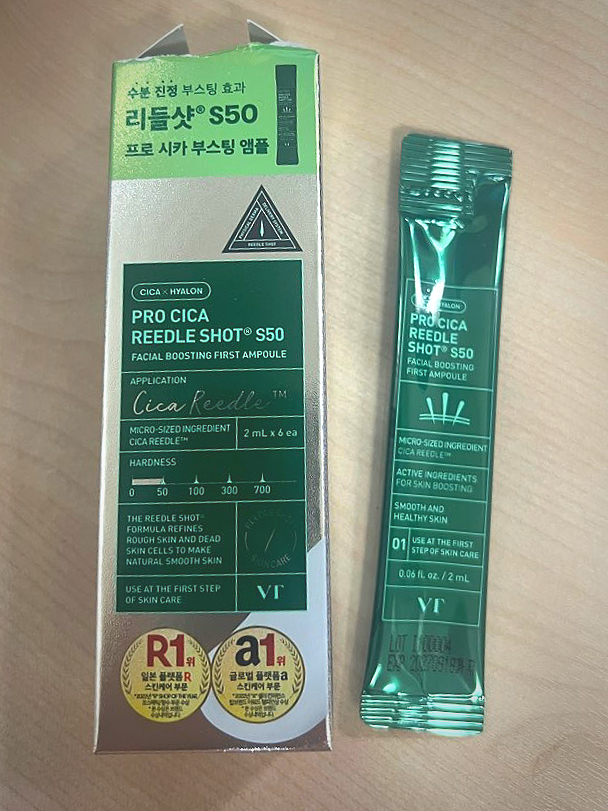 수분 진정 부스팅 효과
리들샷® S50
프로 시카 부스팅 앰플
REEDLE SHOT
CICA × HYALON
PRO CICA
REEDLE SHOT® S50
FACIAL BOOSTING FIRST AMPOULE
APPLICATION
Cica Reedle™
MICRO-SIZED INGREDIENT
CICA REEDLE™
2 mL x 6 ea
HARDNESS
0 50 100 300 700
THE REEDLE SHOT®
FORMULA REFINES
ROUGH SKIN AND DEAD
SKIN CELLS TO MAKE
NATURAL SMOOTH SKIN
SKINCARE
USE AT THE FIRST STEP
OF SKIN CARE
VT
R1위
일본 플랫폼R
스킨케어 부문
a1위
글로벌 플랫폼a
스킨케어 부문
HYALON
PRO CICA
REEDLE
SHOT® S50
FACIAL BOOSTING
FIRST AMPOULE
MICRO-SIZED INGREDIENT
CICA REEDLE™
ACTIVE INGREDIENTS
FOR SKIN BOOSTING
SMOOTH AND
HEALTHY SKIN
01 USE AT THE FIRST
STEP OF SKIN CARE
0.06 fl. oz. / 2 mL
VT
LOT
EXP